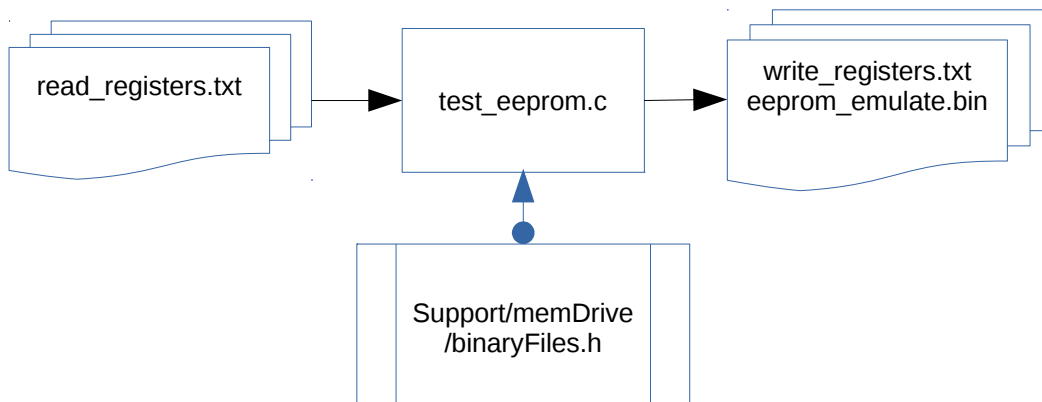 read_registers.txt
test_eeprom.c
write_registers.txt
eeprom_emulate.bin
Support/memDrive
/binaryFiles.h